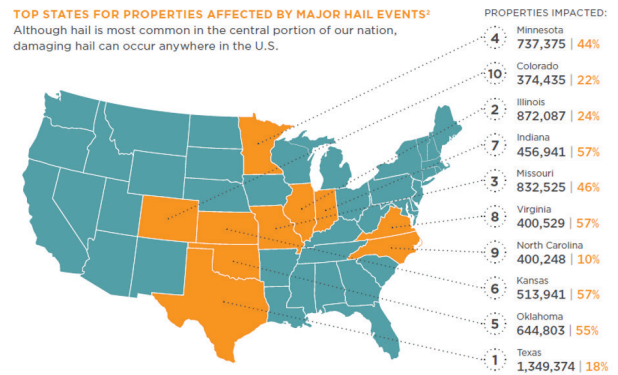 TOP STATES FOR PROPERTIES AFFECTED BY MAJOR HAIL EVENTS²
Although hail is most common in the central portion of our nation,
damaging hail can occur anywhere in the U.S.
PROPERTIES IMPACTED:
4
Minnesota
737,375 | 44%
10
Colorado
374,435 | 22%
2
Illinois
872,087 | 24%
7
Indiana
456,941 | 57%
3
Missouri
832,525 | 46%
8
Virginia
400,529 | 57%
9
North Carolina
400,248 | 10%
6
Kansas
513,941 | 57%
5
Oklahoma
644,803 | 55%
1
Texas
1,349,374 | 18%